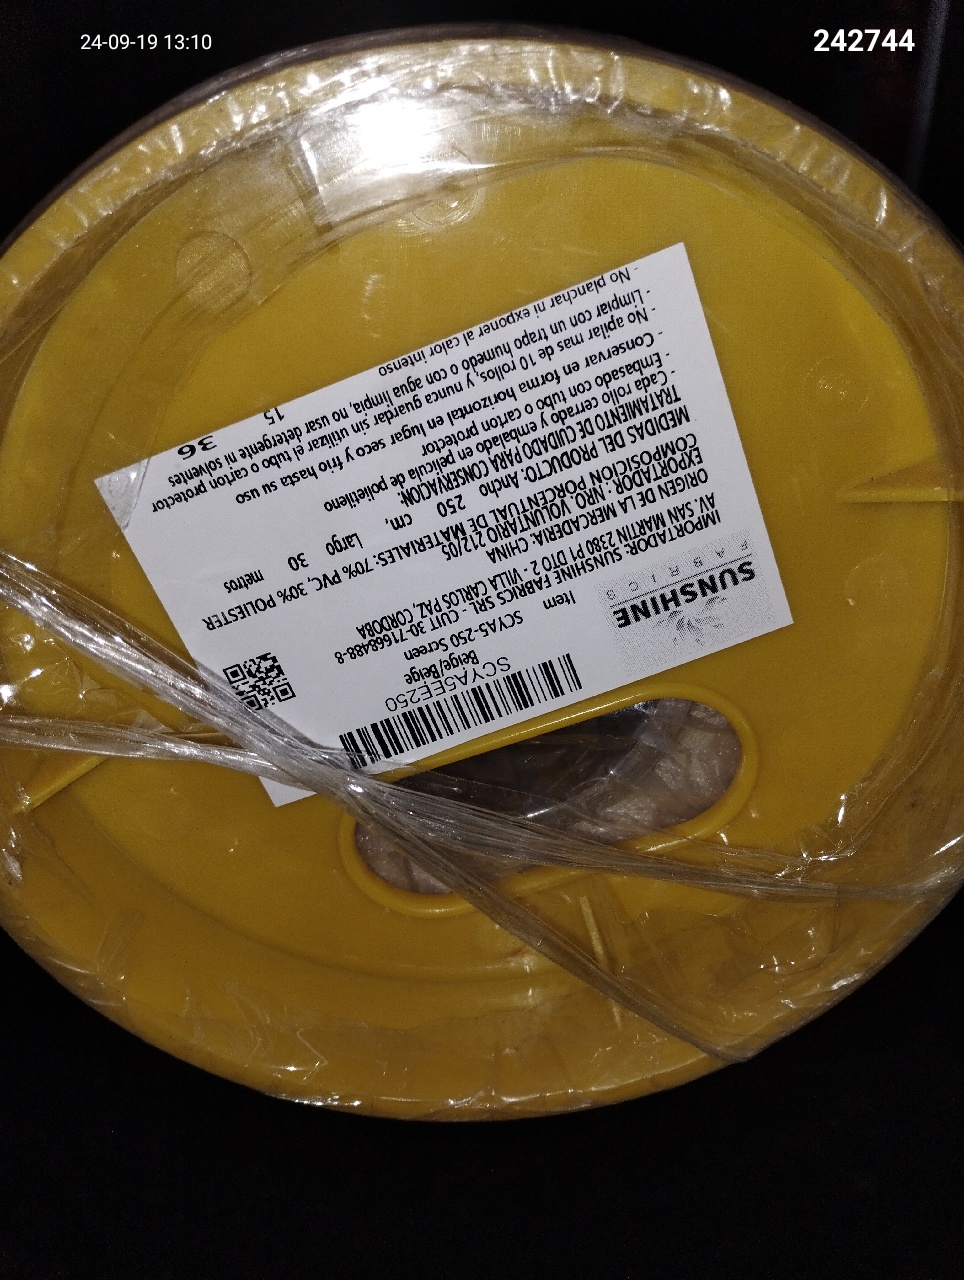 24-09-19 13:10
242744
SUNSHINE
FABRICS
SCYA5EE250
Item
SCYA5-250 Screen
Beige/Beige
IMPORTADOR: SUNSHINE FABRICS SRL - CUIT 30-71668488-8
AV. SAN MARTIN 2380 P1 DTO 2 - VILLA CARLOS PAZ, CORDOBA
ORIGEN DE LA MERCADERIA: CHINA
EXPORTADOR: NRO. VOLUNTARIO 212/05
COMPOSICIÓN PORCENTUAL DE MATERIALES: 70% PVC, 30% POLIESTER
MEDIDAS DEL PRODUCTO: Ancho 250 cm, Largo 30 metros
TRATAMIENTO DE CUIDADO PARA CONSERVACION:
- Cada rollo cerrado y embalado en pelicula de polietileno
- Embasado con tubo o carton protector
- Conservar en forma horizontal en lugar seco y frio hasta su uso
- No apilar mas de 10 rollos, y nunca guardar sin utilizar el tubo o carton protector
- Limpiar con un trapo humedo o con agua limpia, no usar detergente ni solventes
- No planchar ni exponer al calor intenso
15
36